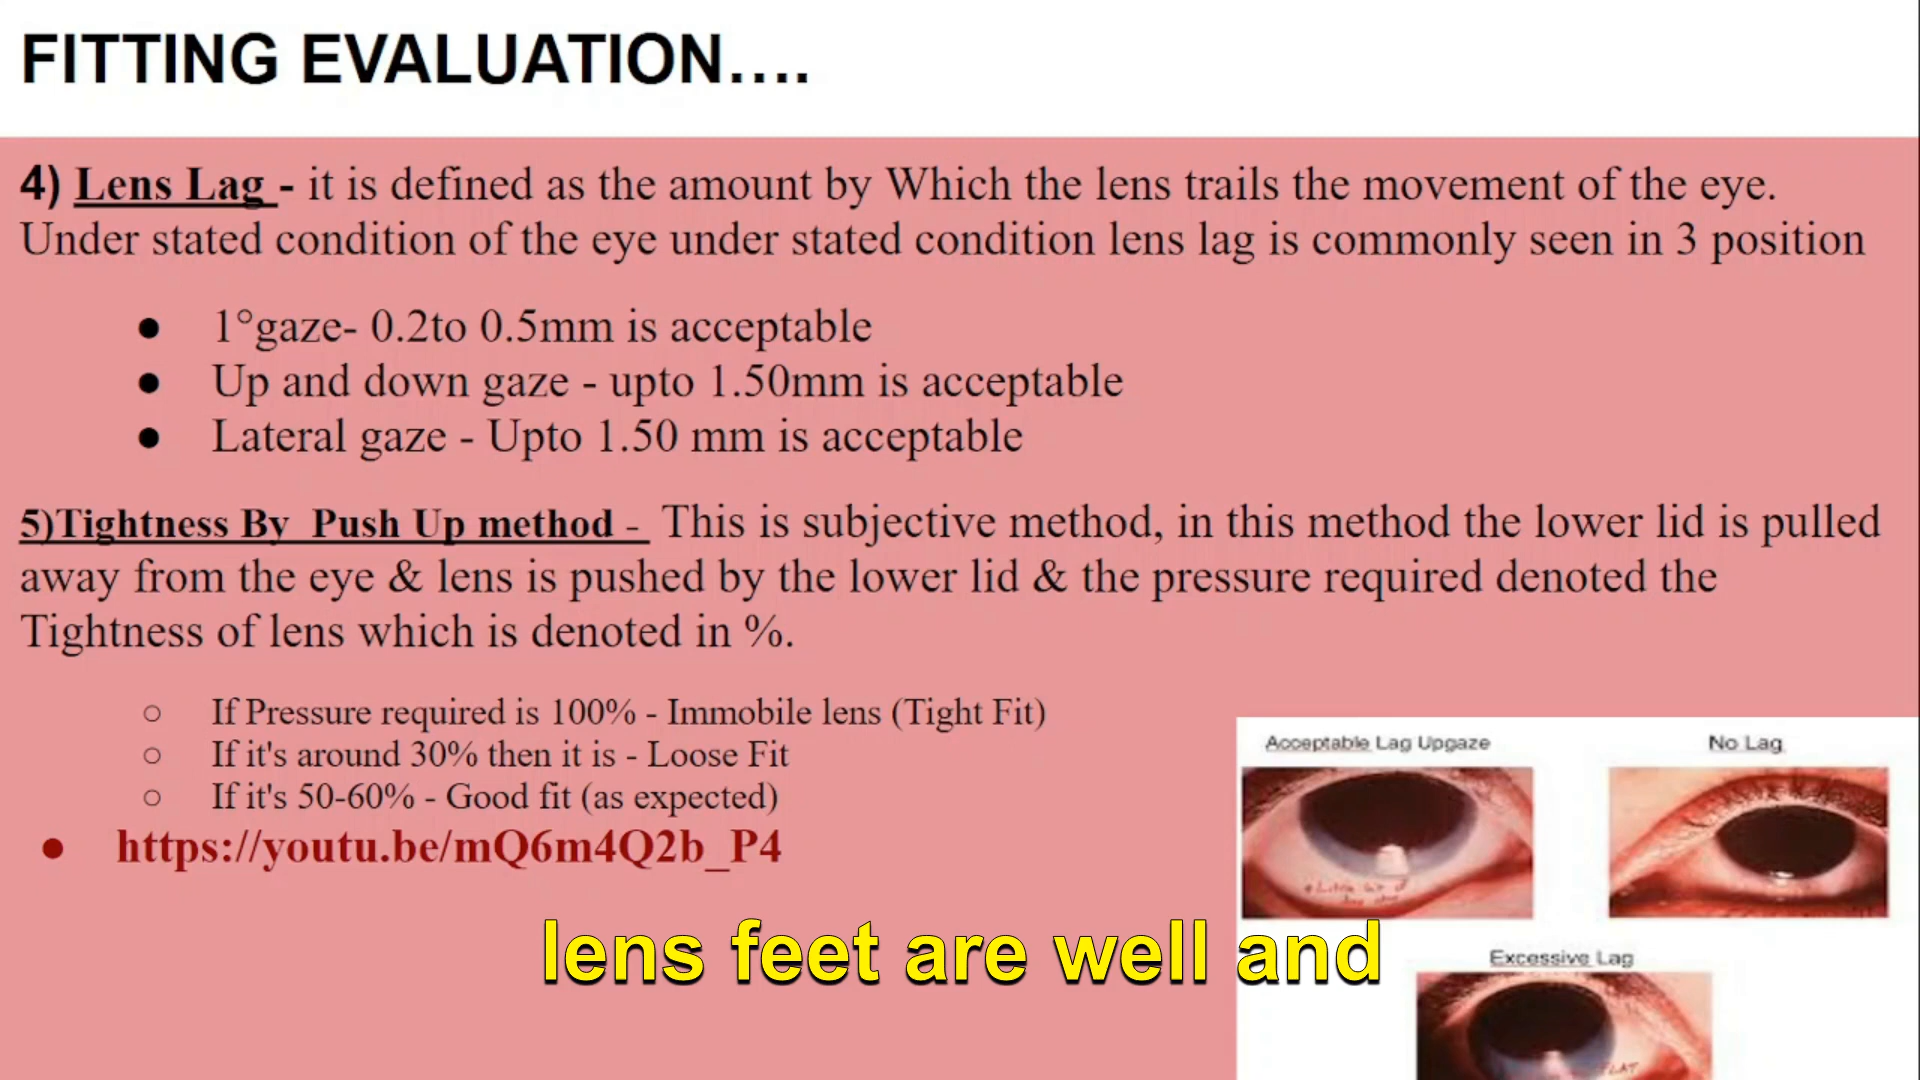 FITTING EVALUATION....
4) Lens Lag - it is defined as the amount by Which the lens trails the movement of the eye.
Under stated condition of the eye under stated condition lens lag is commonly seen in 3 position
● 1°gaze- 0.2to 0.5mm is acceptable
● Up and down gaze - upto 1.50mm is acceptable
● Lateral gaze - Upto 1.50 mm is acceptable
5)Tightness By Push Up method - This is subjective method, in this method the lower lid is pulled
away from the eye & lens is pushed by the lower lid & the pressure required denoted the
Tightness of lens which is denoted in %.
○ If Pressure required is 100% - Immobile lens (Tight Fit)
○ If it's around 30% then it is - Loose Fit
○ If it's 50-60% - Good fit (as expected)
● https://youtu.be/mQ6m4Q2b_P4
Acceptable Lag Upgaze
No Lag
Excessive Lag
lens feet are well and